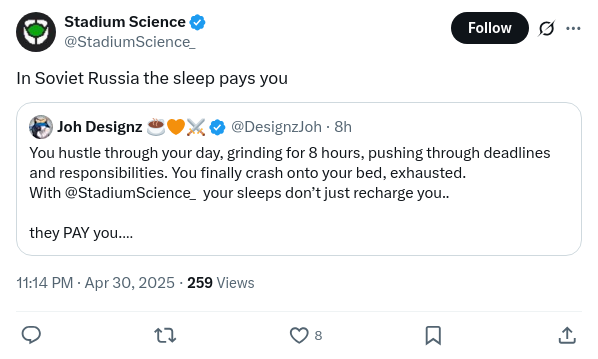 Stadium Science
@StadiumScience_
Follow
In Soviet Russia the sleep pays you
Joh Designz ☕🧡⚔️ @DesignzJoh · 8h
You hustle through your day, grinding for 8 hours, pushing through deadlines
and responsibilities. You finally crash onto your bed, exhausted.
With @StadiumScience_ your sleeps don’t just recharge you..
they PAY you....
11:14 PM · Apr 30, 2025 · 259 Views
8